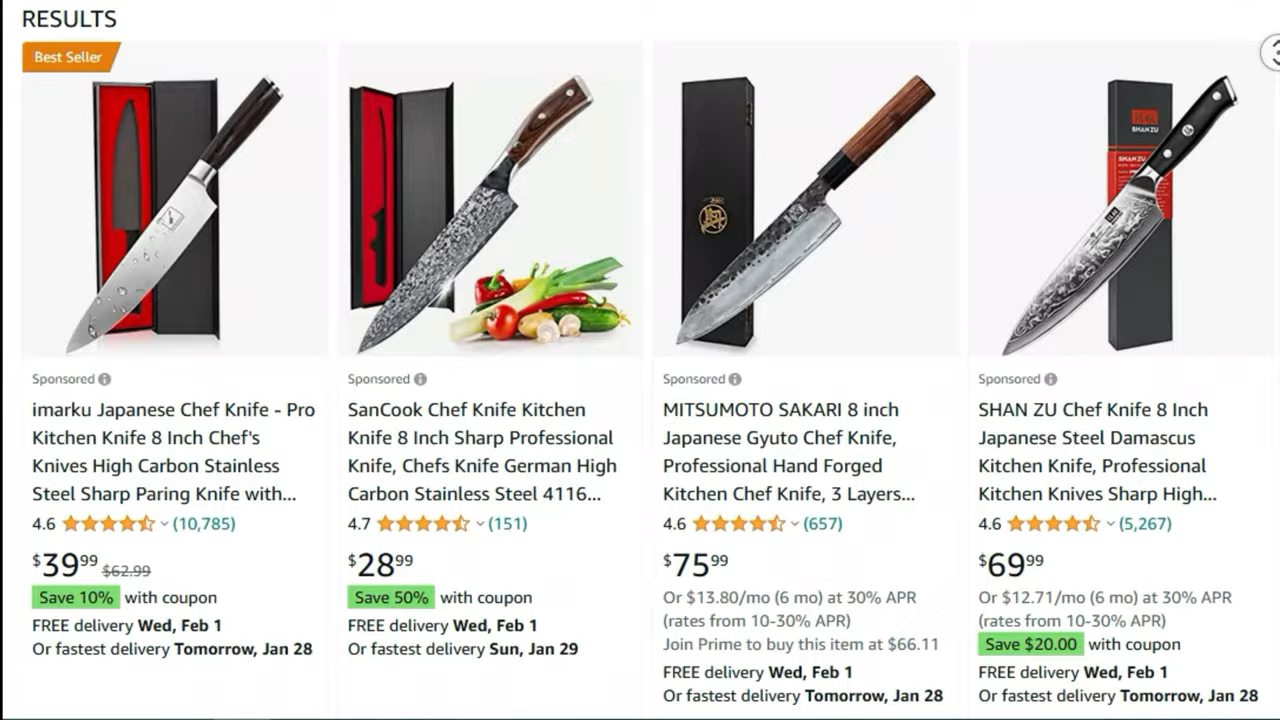 RESULTS
Best Seller
SHANZU
SHANZU
Sponsored
imarku Japanese Chef Knife - Pro
Kitchen Knife 8 Inch Chef's
Knives High Carbon Stainless
Steel Sharp Paring Knife with...
4.6 (10,785)
$3999 $62.99
Save 10% with coupon
FREE delivery Wed, Feb 1
Or fastest delivery Tomorrow, Jan 28
Sponsored
SanCook Chef Knife Kitchen
Knife 8 Inch Sharp Professional
Knife, Chefs Knife German High
Carbon Stainless Steel 4116...
4.7 (151)
$2899
Save 50% with coupon
FREE delivery Wed, Feb 1
Or fastest delivery Sun, Jan 29
Sponsored
MITSUMOTO SAKARI 8 inch
Japanese Gyuto Chef Knife,
Professional Hand Forged
Kitchen Chef Knife, 3 Layers...
4.6 (657)
$7599
Or $13.80/mo (6 mo) at 30% APR
(rates from 10-30% APR)
Join Prime to buy this item at $66.11
FREE delivery Wed, Feb 1
Or fastest delivery Tomorrow, Jan 28
Sponsored
SHAN ZU Chef Knife 8 Inch
Japanese Steel Damascus
Kitchen Knife, Professional
Kitchen Knives Sharp High...
4.6 (5,267)
$6999
Or $12.71/mo (6 mo) at 30% APR
(rates from 10-30% APR)
Save $20.00 with coupon
FREE delivery Wed, Feb 1
Or fastest delivery Tomorrow, Jan 28